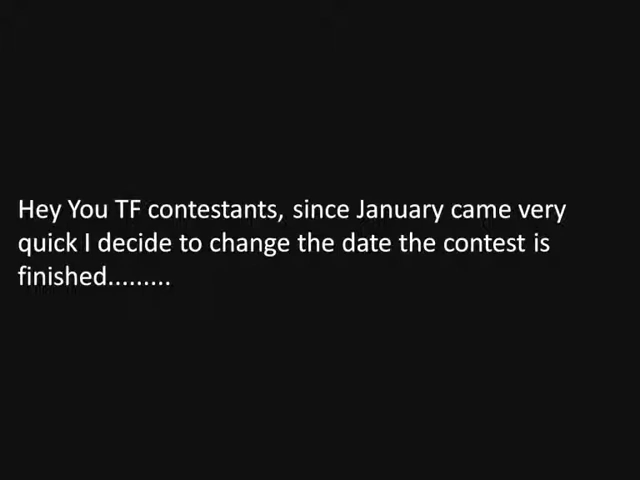 Hey You TF contestants, since January came very
quick I decide to change the date the contest is
finished.........